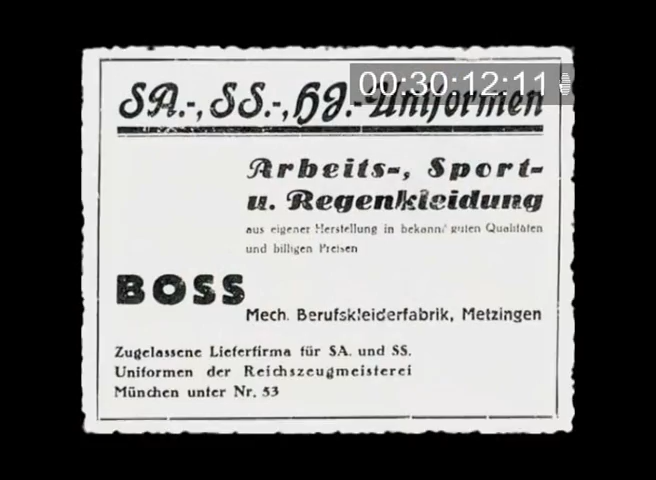 00:30:12:11
SA.-, SS.-, HJ.-Uniformen
Arbeits-, Sport-
u. Regenkleidung
aus eigener Herstellung in bekannt guten Qualitäten
und billigen Preisen
BOSS
Mech. Berufskleiderfabrik, Metzingen
Zugelassene Lieferfirma für SA. und SS.
Uniformen der Reichszeugmeisterei
München unter Nr. 53